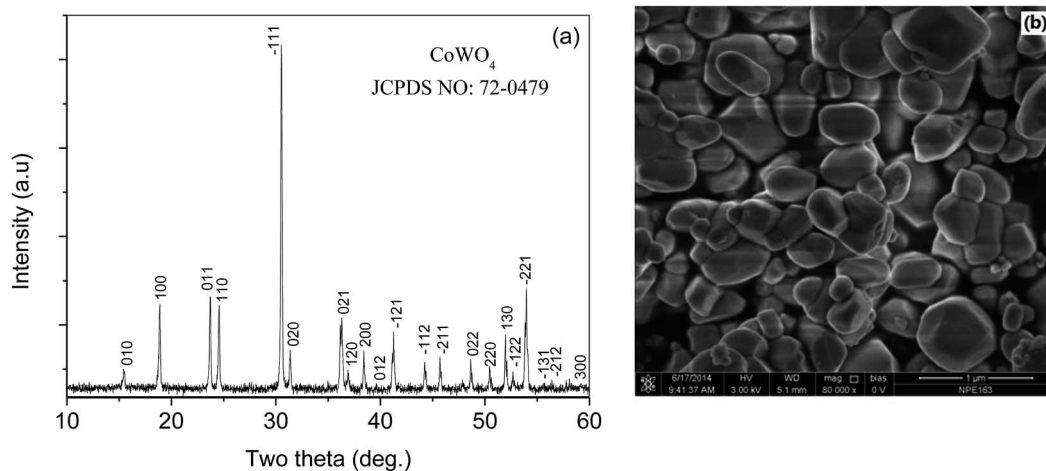 (a)
CoWO4
JCPDS NO: 72-0479
Intensity (a.u)
010
100
011
110
-111
020
021
120
200
012
-121
-112
-211
022
220
130
-122
-221
-131
-212
300
10 20 30 40 50 60
Two theta (deg.)
(b)
6/17/2014 HV WD mag bias 1 µm
9:41:37 AM 3.00 kV 5.1 mm 80 000 x 0 V NPE163